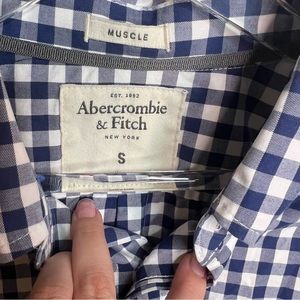 MUSCLE
EST. 1892
Abercrombie
& Fitch
NEW YORK
S